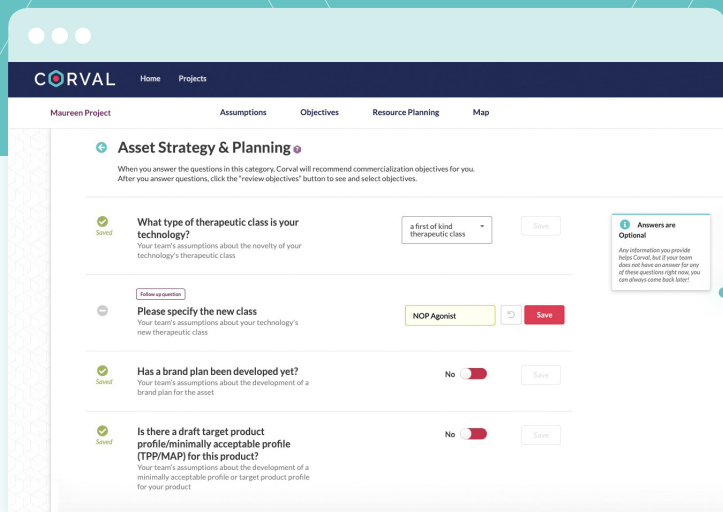 CORVAL
Home Projects
Maureen Project Assumptions Objectives Resource Planning Map
Asset Strategy & Planning ?
When you answer the questions in this category, Corval will recommend commercialization objectives for you.
After you answer questions, click the "review objectives" button to see and select objectives.
Saved
What type of therapeutic class is your
technology?
Your team's assumptions about the novelty of your
technology's therapeutic class
a first of kind
therapeutic class
Save
i Answers are
Optional
Any information you provide
helps Corval, but if your team
does not have an answer for any
of these questions right now, you
can always come back later!
Follow up question
Please specify the new class
Your team's assumptions about your technology's
new therapeutic class
NOP Agonist
Save
Saved
Has a brand plan been developed yet?
Your team's assumptions about the development of a
brand plan for the asset
No
Save
Saved
Is there a draft target product
profile/minimally acceptable profile
(TPP/MAP) for this product?
Your team's assumptions about the development of a
minimally acceptable profile or target product profile
for your product
No
Save